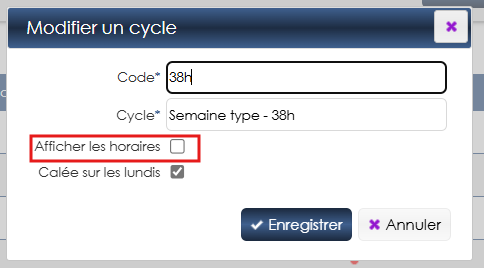 Modifier un cycle
Code* 38h
Cycle* Semaine type - 38h
Afficher les horaires
Calée sur les lundis
Enregistrer Annuler